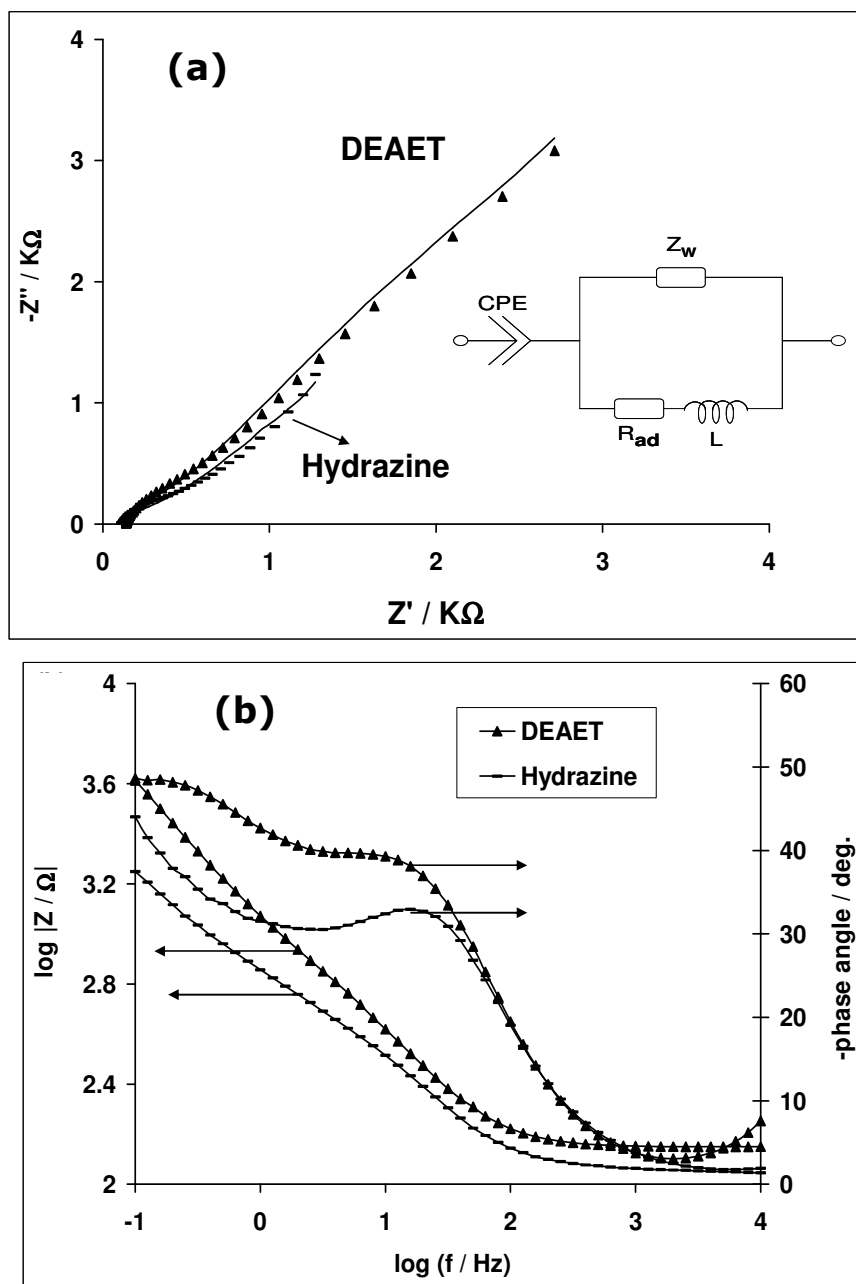 (a)
4
3
2
1
0
0
1
2
3
4
-Z'' / KΩ
Z' / KΩ
DEAET
Hydrazine
CPE
Zw
Rad
L
(b)
4
3.6
3.2
2.8
2.4
2
60
50
40
30
20
10
0
-1
0
1
2
3
4
log |Z / Ω|
-phase angle / deg.
log (f / Hz)
DEAET
Hydrazine